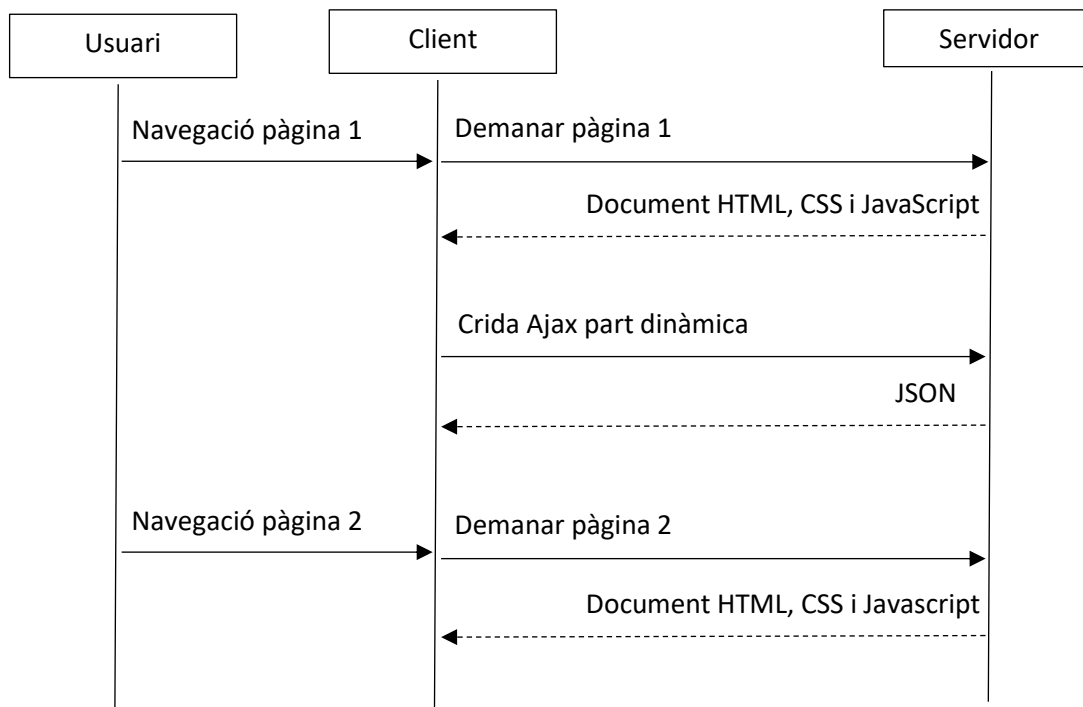 Usuari
Client
Servidor
Navegació pàgina 1
Demanar pàgina 1
Document HTML, CSS i JavaScript
Crida Ajax part dinàmica
JSON
Navegació pàgina 2
Demanar pàgina 2
Document HTML, CSS i Javascript